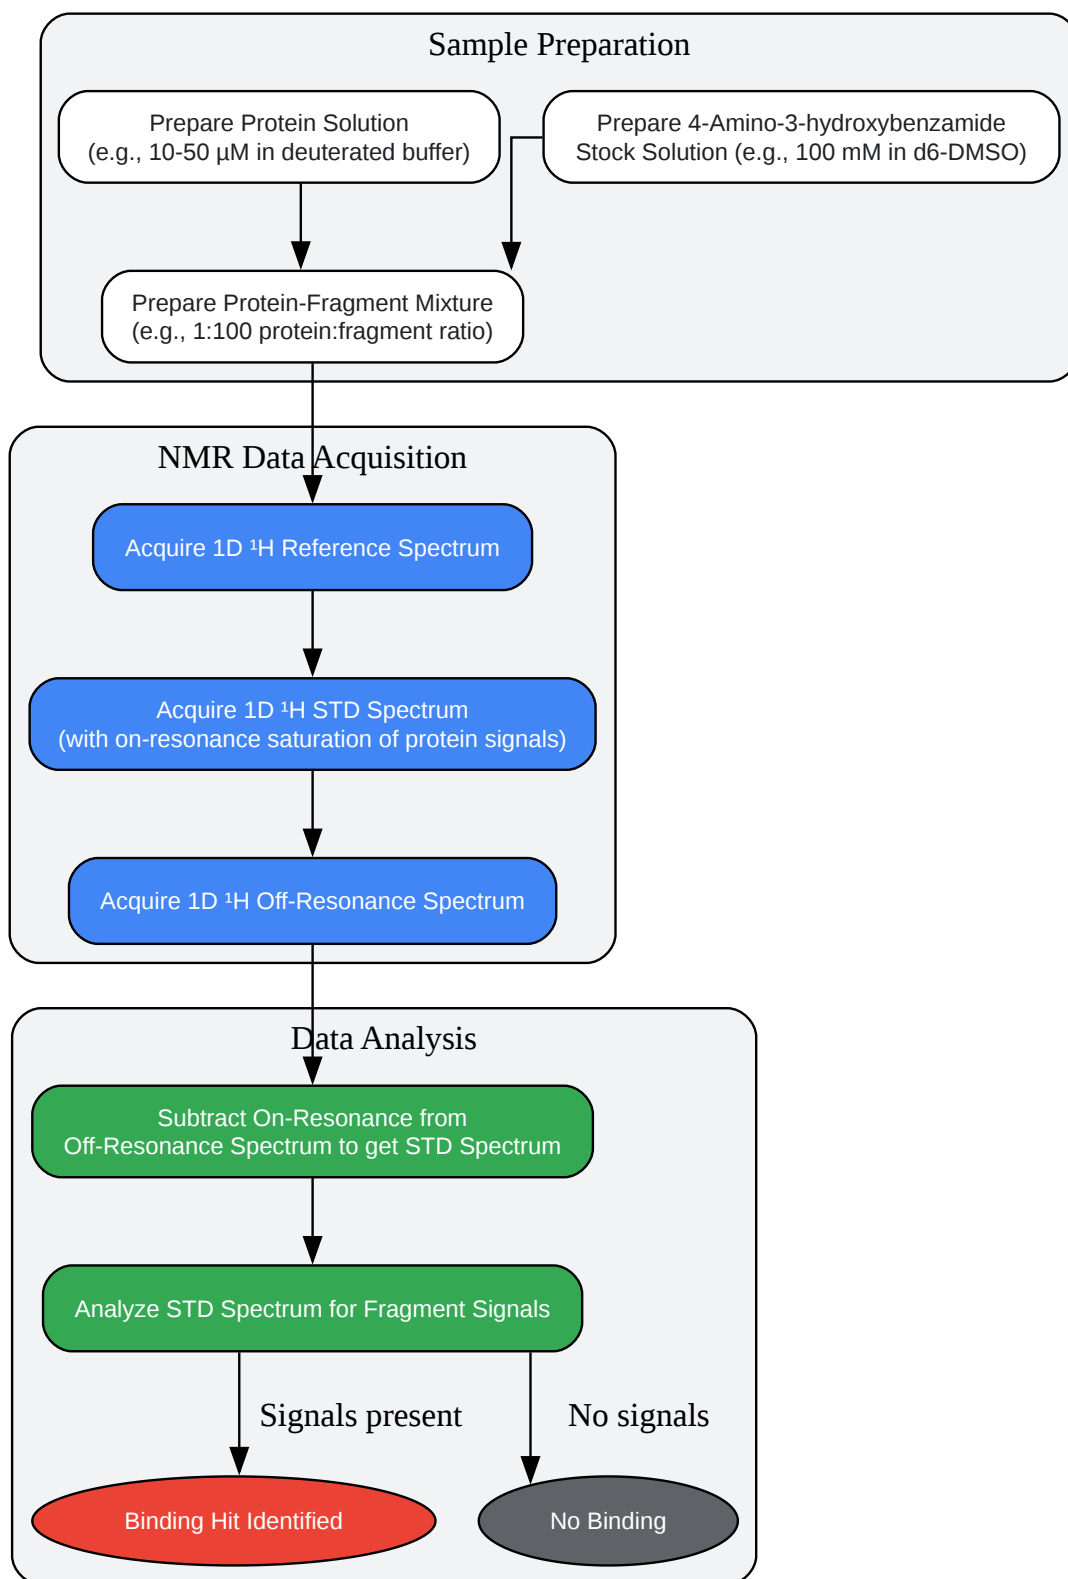 Sample Preparation
Prepare Protein Solution
(e.g., 10-50 µM in deuterated buffer)
Prepare 4-Amino-3-hydroxybenzamide
Stock Solution (e.g., 100 mM in d6-DMSO)
Prepare Protein-Fragment Mixture
(e.g., 1:100 protein:fragment ratio)
NMR Data Acquisition
Acquire 1D ¹H Reference Spectrum
Acquire 1D ¹H STD Spectrum
(with on-resonance saturation of protein signals)
Acquire 1D ¹H Off-Resonance Spectrum
Data Analysis
Subtract On-Resonance from
Off-Resonance Spectrum to get STD Spectrum
Analyze STD Spectrum for Fragment Signals
Signals present
No signals
Binding Hit Identified
No Binding